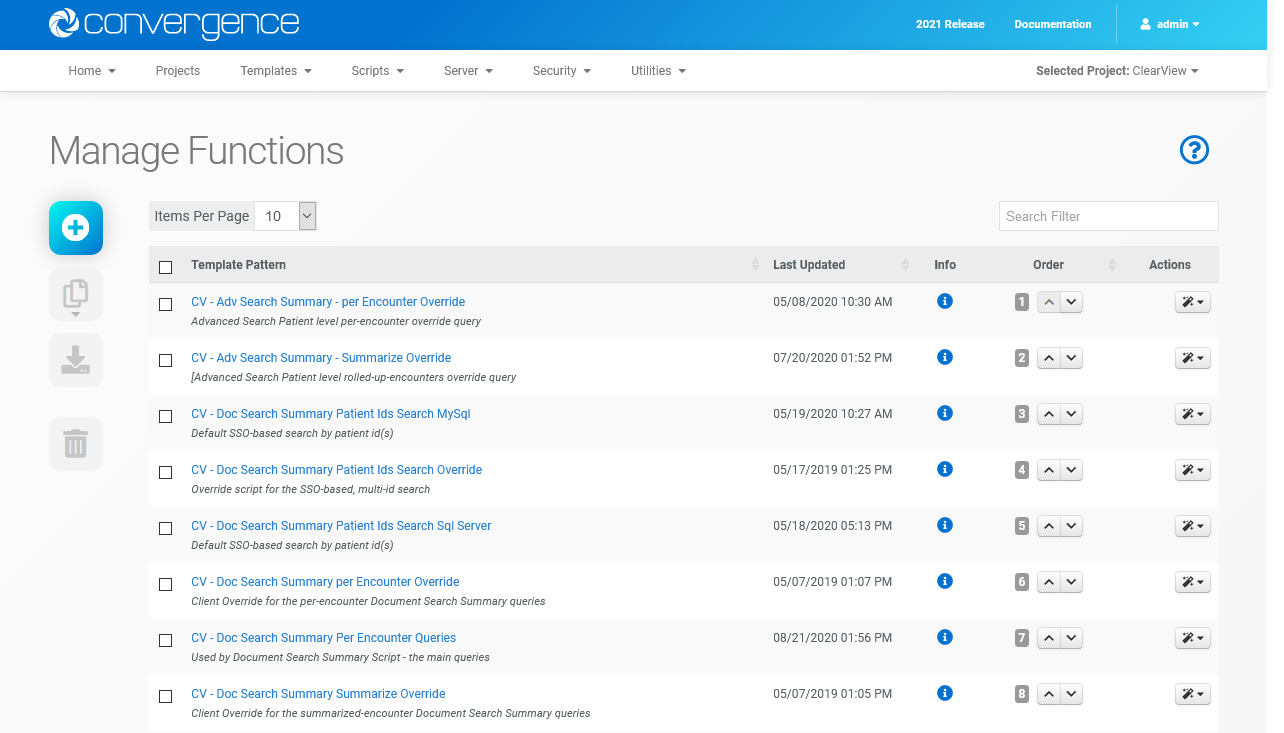 convergence 2021 Release Documentation admin
Home Projects Templates Scripts Server Security Utilities Selected Project: ClearView
Manage Functions
Items Per Page 10 Search Filter
Template Pattern Last Updated Info Order Actions
CV - Adv Search Summary - per Encounter Override 05/08/2020 10:30 AM 1
Advanced Search Patient level per-encounter override query
CV - Adv Search Summary - Summarize Override 07/20/2020 01:52 PM 2
[Advanced Search Patient level rolled-up-encounters override query
CV - Doc Search Summary Patient Ids Search MySql 05/19/2020 10:27 AM 3
Default SSO-based search by patient id(s)
CV - Doc Search Summary Patient Ids Search Override 05/17/2019 01:25 PM 4
Override script for the SSO-based, multi-id search
CV - Doc Search Summary Patient Ids Search Sql Server 05/18/2020 05:13 PM 5
Default SSO-based search by patient id(s)
CV - Doc Search Summary per Encounter Override 05/07/2019 01:07 PM 6
Client Override for the per-encounter Document Search Summary queries
CV - Doc Search Summary Per Encounter Queries 08/21/2020 01:56 PM 7
Used by Document Search Summary Script - the main queries
CV - Doc Search Summary Summarize Override 05/07/2019 01:05 PM 8
Client Override for the summarized-encounter Document Search Summary queries